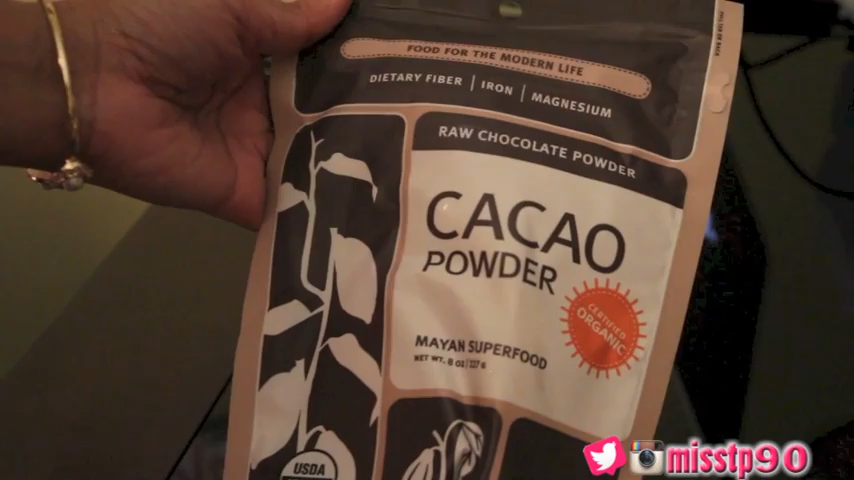 FOOD FOR THE MODERN LIFE
DIETARY FIBER | IRON | MAGNESIUM
RAW CHOCOLATE POWDER
CACAO
POWDER
CERTIFIED
ORGANIC
MAYAN SUPERFOOD
NET WT. 8 oz | 227 g
USDA
misstp90